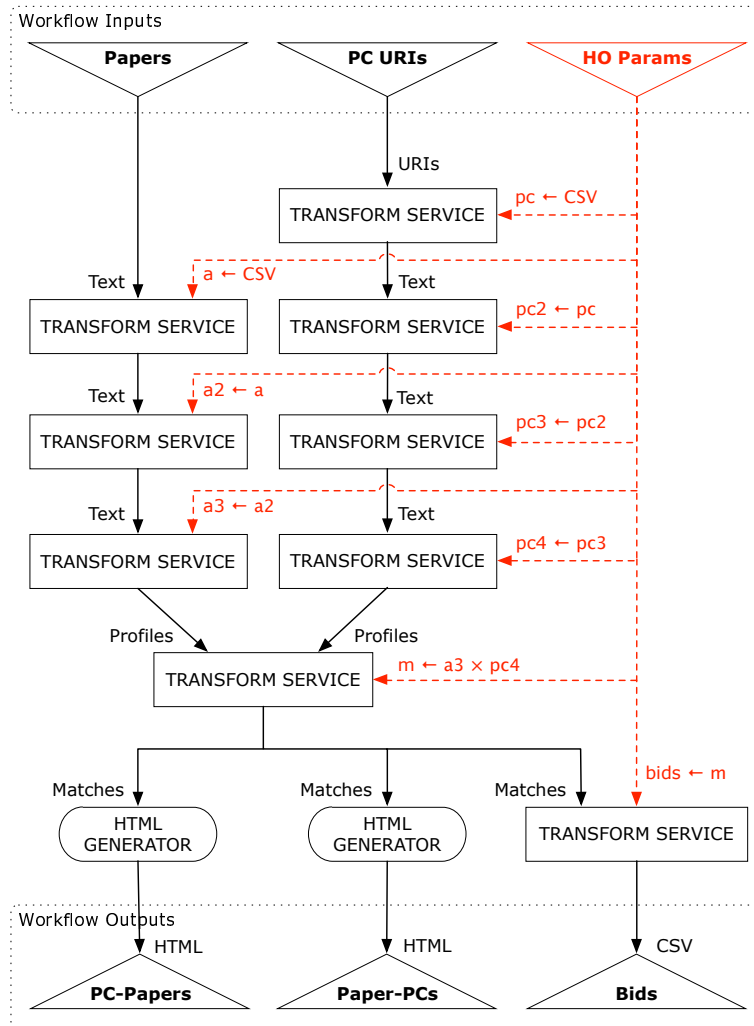 Workflow Inputs
Papers
PC URIs
HO Params
URIs
TRANSFORM SERVICE
pc ← CSV
a ← CSV
Text
Text
TRANSFORM SERVICE
TRANSFORM SERVICE
pc2 ← pc
a2 ← a
Text
Text
TRANSFORM SERVICE
TRANSFORM SERVICE
pc3 ← pc2
a3 ← a2
Text
Text
TRANSFORM SERVICE
TRANSFORM SERVICE
pc4 ← pc3
Profiles
Profiles
TRANSFORM SERVICE
m ← a3 × pc4
bids ← m
Matches
Matches
Matches
HTML
GENERATOR
HTML
GENERATOR
TRANSFORM SERVICE
Workflow Outputs
HTML
HTML
CSV
PC-Papers
Paper-PCs
Bids